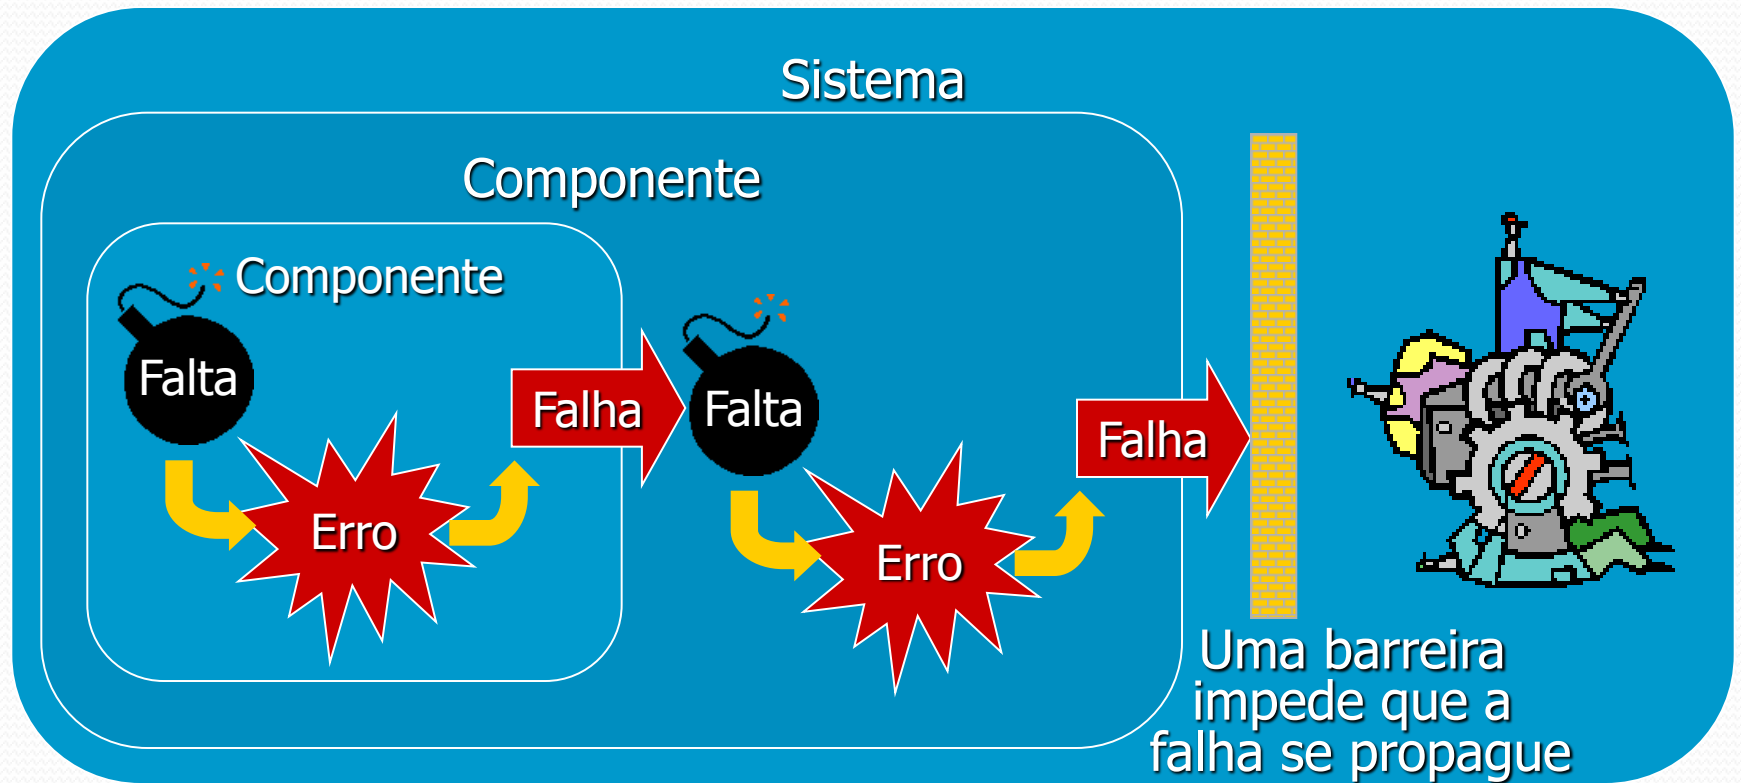 Sistema
Componente
Componente
Falta
Erro
Falha
Falta
Erro
Falha
Uma barreira
impede que a
falha se propague